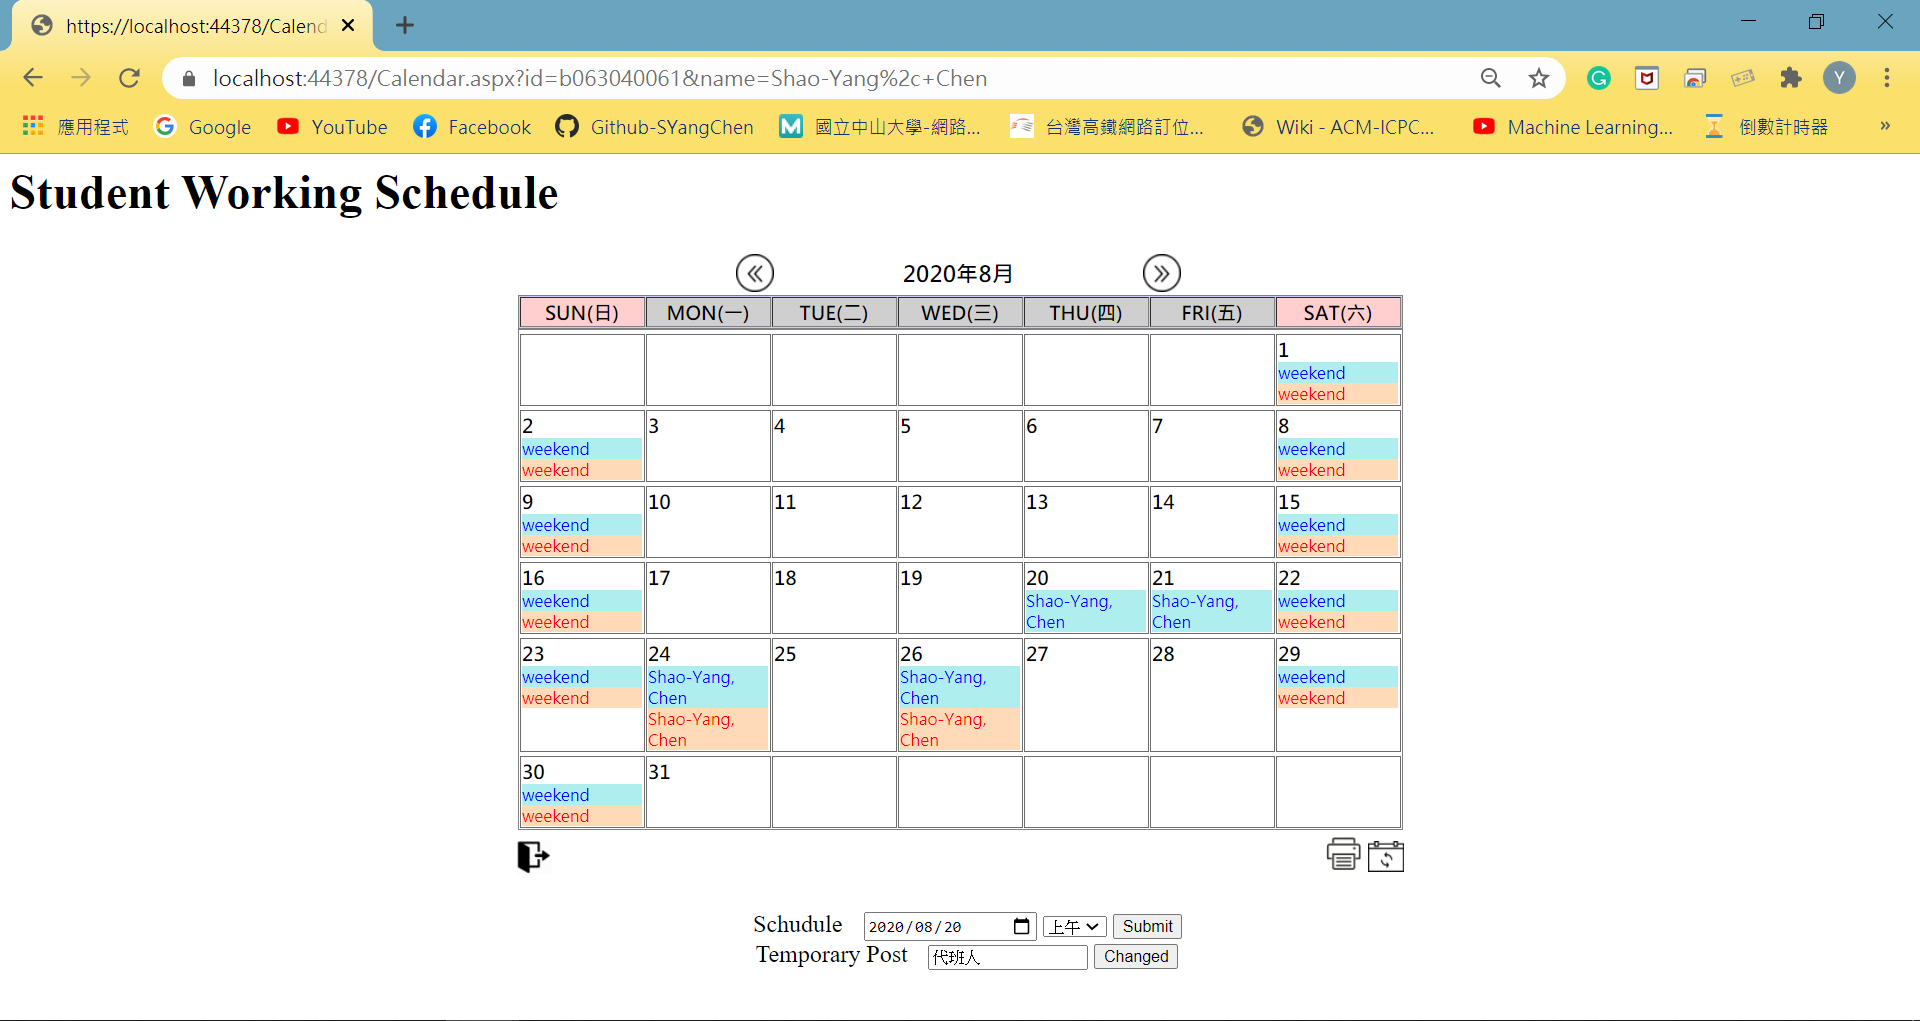 https://localhost:44378/Calend
localhost:44378/Calendar.aspx?id=b063040061&name=Shao-Yang%2c+Chen
Y
應用程式 Google YouTube Facebook Github-SYangChen 國立中山大學-網路... 台灣高鐵網路訂位... Wiki - ACM-ICPC... Machine Learning... 倒數計時器 »
Student Working Schedule
2020年8月
SUN(日) MON(一) TUE(二) WED(三) THU(四) FRI(五) SAT(六)
1
weekend
weekend
2 3 4 5 6 7 8
weekend weekend
weekend weekend
9 10 11 12 13 14 15
weekend weekend
weekend weekend
16 17 18 19 20 21 22
weekend Shao-Yang, Shao-Yang, weekend
weekend Chen Chen weekend
23 24 25 26 27 28 29
weekend Shao-Yang, Shao-Yang, weekend
weekend Chen Chen weekend
Shao-Yang, Shao-Yang,
Chen Chen
30 31
weekend
weekend
Schudule 2020/08/20 上午 Submit
Temporary Post 代班人 Changed